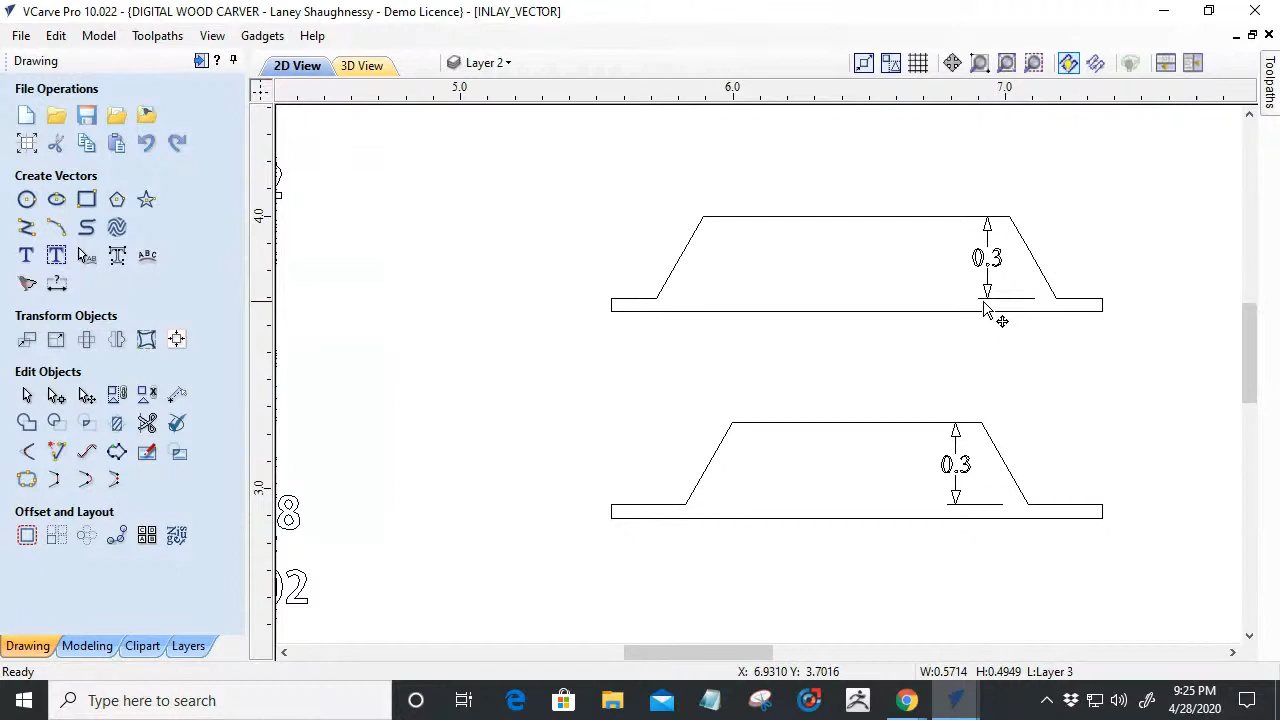 VCarve Pro 10.022 - {DIGITAL WOOD CARVER - Laney Shaughnessy - Demo Licence} - [INLAY_VECTOR]
File Edit Model Toolpaths View Gadgets Help
Drawing
2D View 3D View Layer 2
Toolpaths
File Operations
Create Vectors
Transform Objects
Edit Objects
Offset and Layout
5.0 6.0 7.0
4.0
3.0
0.3
0.3
8
2
Drawing Modeling Clipart Layers
Ready X: 6.9310 Y: 3.7016 W:0.5714 H:0.4949 L:Layer 3
Type here to search
9:25 PM
4/28/2020